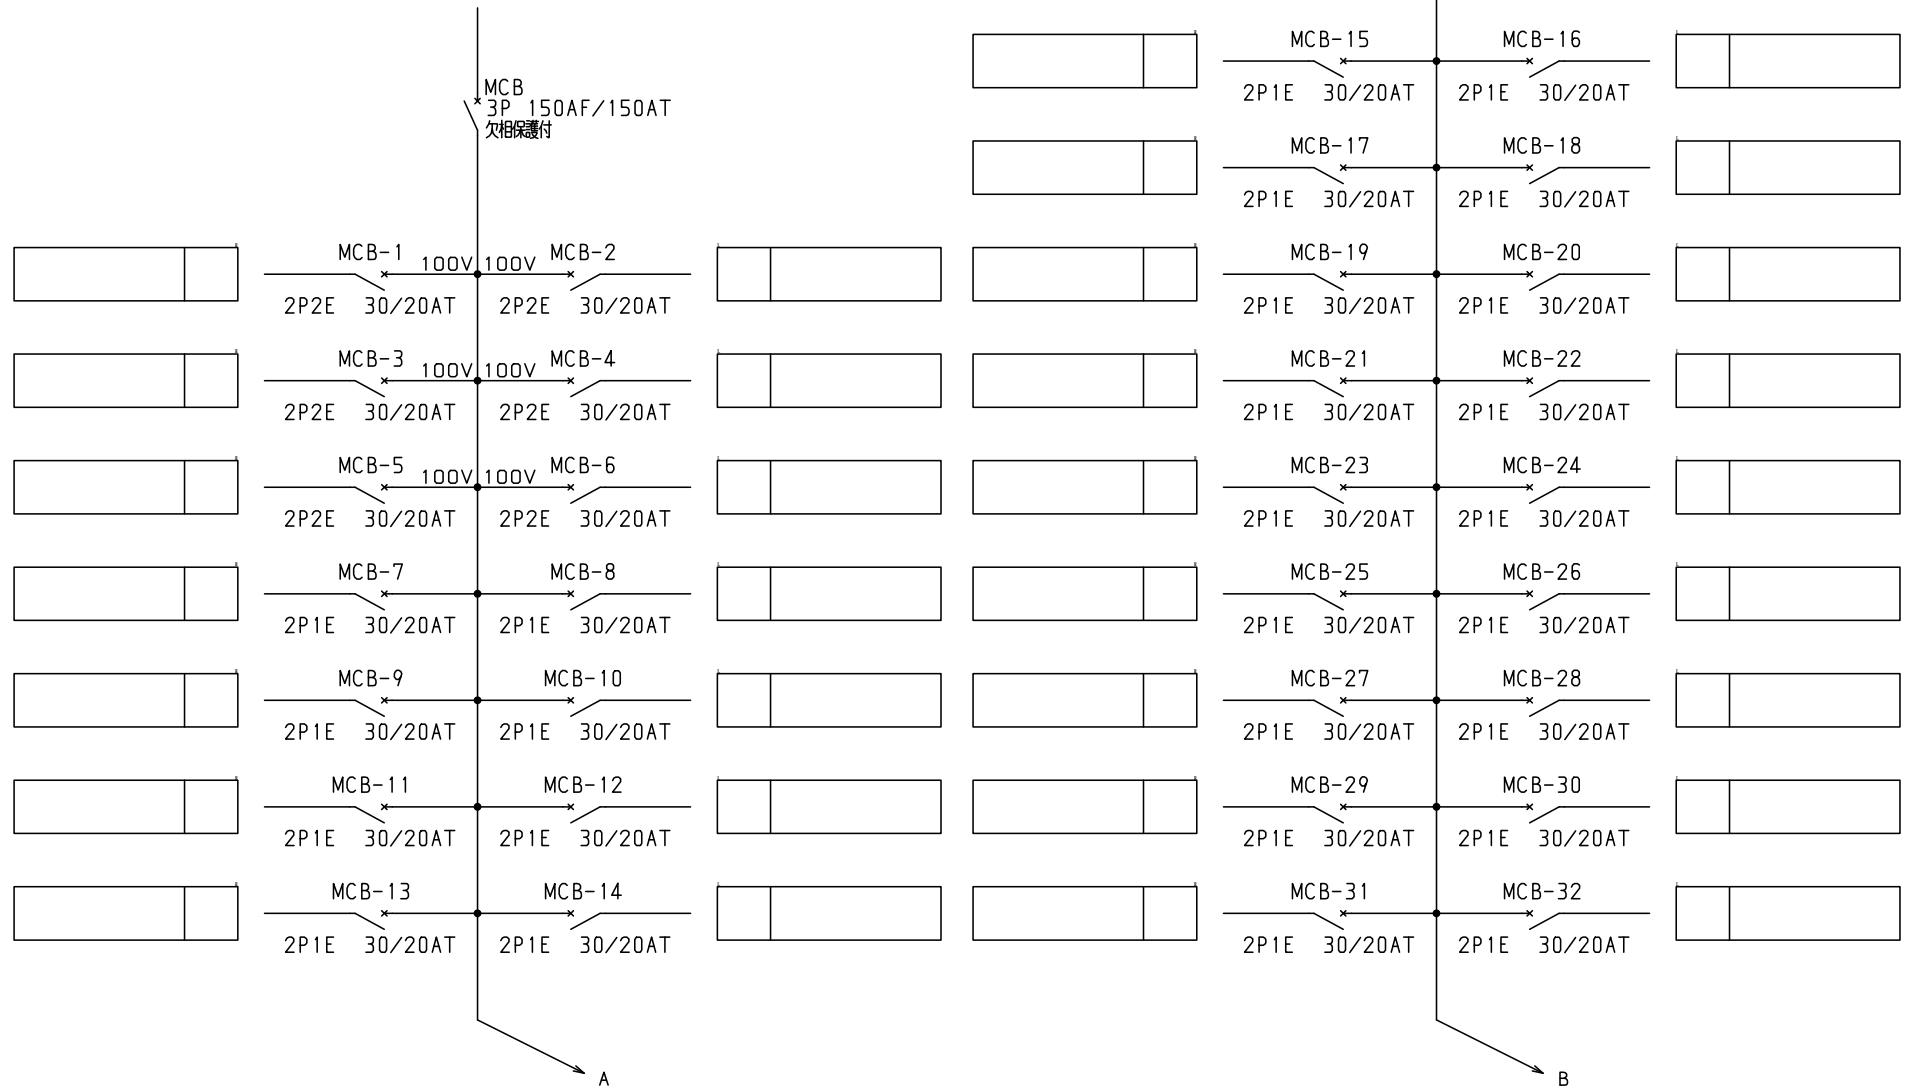 MCB
3P 150AF/150AT
欠相保護付
MCB-1 100V 100V MCB-2
2P2E 30/20AT 2P2E 30/20AT
MCB-3 100V 100V MCB-4
2P2E 30/20AT 2P2E 30/20AT
MCB-5 100V 100V MCB-6
2P2E 30/20AT 2P2E 30/20AT
MCB-7 MCB-8
2P1E 30/20AT 2P1E 30/20AT
MCB-9 MCB-10
2P1E 30/20AT 2P1E 30/20AT
MCB-11 MCB-12
2P1E 30/20AT 2P1E 30/20AT
MCB-13 MCB-14
2P1E 30/20AT 2P1E 30/20AT
A
MCB-15 MCB-16
2P1E 30/20AT 2P1E 30/20AT
MCB-17 MCB-18
2P1E 30/20AT 2P1E 30/20AT
MCB-19 MCB-20
2P1E 30/20AT 2P1E 30/20AT
MCB-21 MCB-22
2P1E 30/20AT 2P1E 30/20AT
MCB-23 MCB-24
2P1E 30/20AT 2P1E 30/20AT
MCB-25 MCB-26
2P1E 30/20AT 2P1E 30/20AT
MCB-27 MCB-28
2P1E 30/20AT 2P1E 30/20AT
MCB-29 MCB-30
2P1E 30/20AT 2P1E 30/20AT
MCB-31 MCB-32
2P1E 30/20AT 2P1E 30/20AT
B